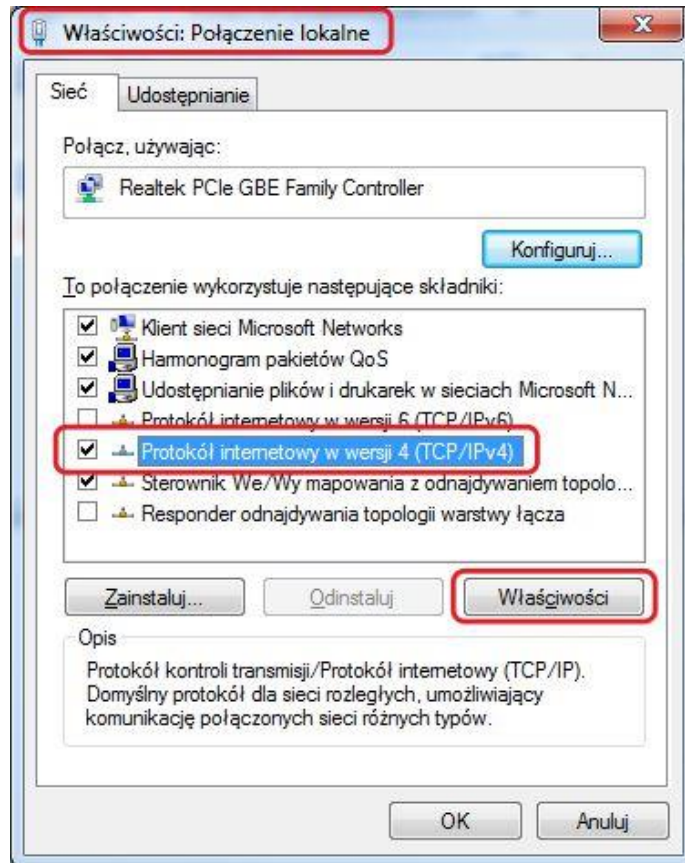 Właściwości: Połączenie lokalne
Sieć
Udostępnianie
Połącz, używając:
Realtek PCIe GBE Family Controller
Konfiguruj...
To połączenie wykorzystuje następujące składniki:
Klient sieci Microsoft Networks
Harmonogram pakietów QoS
Udostępnianie plików i drukarek w sieciach Microsoft N...
Protokół internetowy w wersji 6 (TCP/IPv6)
Protokół internetowy w wersji 4 (TCP/IPv4)
Sterownik We/Wy mapowania z odnajdywaniem topolo...
Responder odnajdywania topologii warstwy łącza
Zainstaluj...
Odinstaluj
Właściwości
Opis
Protokół kontroli transmisji/Protokół internetowy (TCP/IP).
Domyślny protokół dla sieci rozległych, umożliwiający
komunikację połączonych sieci różnych typów.
OK
Anuluj